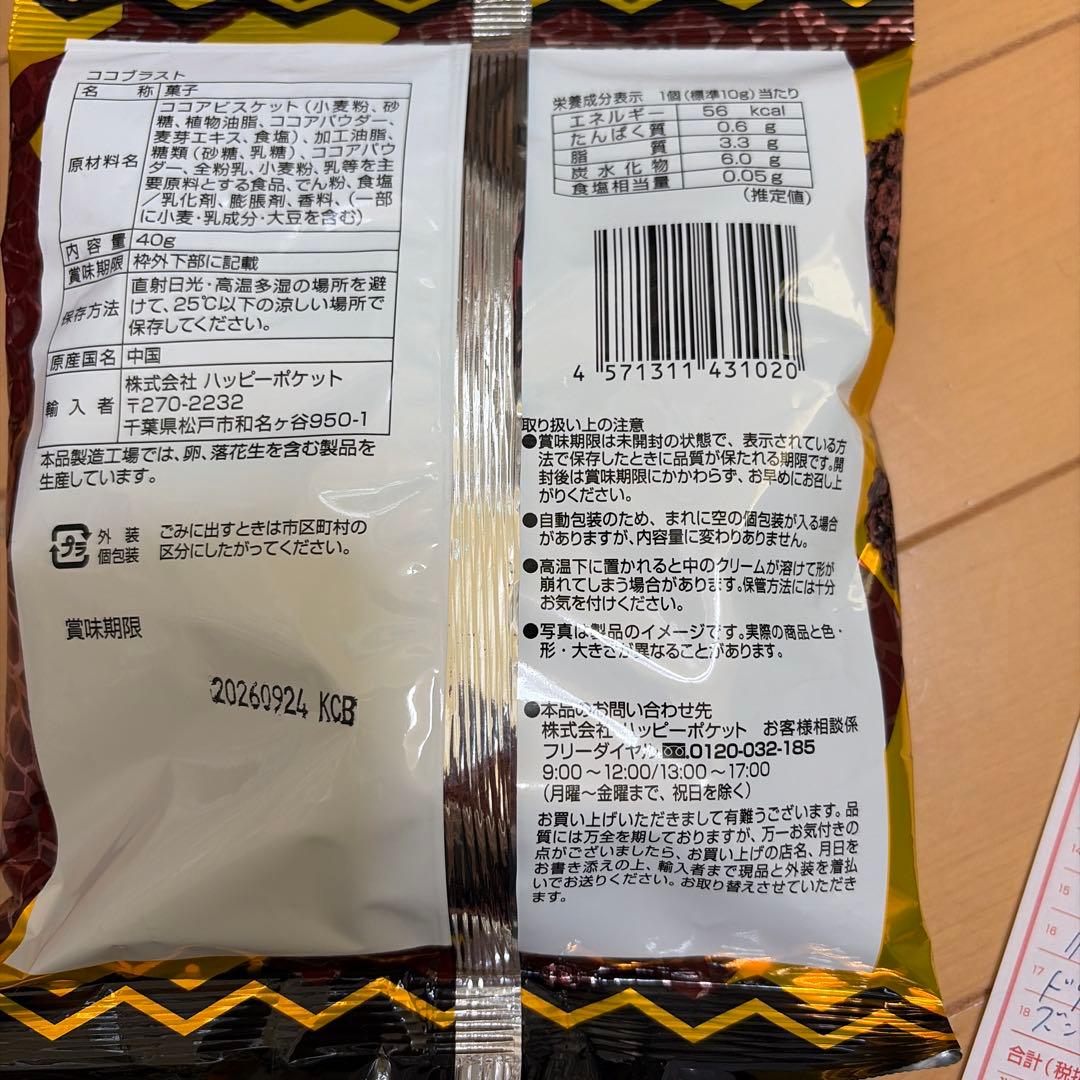 ココブラスト
名 称 菓子
原材料名 ココアビスケット(小麦粉、砂
糖、植物油脂、ココアパウダー、
麦芽エキス、食塩)、加工油脂、
糖類(砂糖、乳糖)、ココアパウ
ダー、全粉乳、小麦粉、乳等を主
要原料とする食品、でん粉、食塩
/乳化剤、膨脹剤、香料、(一部
に小麦・乳成分・大豆を含む)
内容量 40g
賞味期限 枠外下部に記載
保存方法 直射日光・高温多湿の場所を避
けて、25℃以下の涼しい場所で
保存してください。
原産国名 中国
輸入者 株式会社 ハッピーポケット
〒270-2232
千葉県松戸市和名ヶ谷950-1
本品製造工場では、卵、落花生を含む製品を
生産しています。
プラ 外 装
個包装
ごみに出すときは市区町村の
区分にしたがってください。
賞味期限
20260924 KCB
栄養成分表示 1個(標準10g)当たり
エネルギー 56 kcal
たんぱく質 0.6 g
脂 質 3.3 g
炭水化物 6.0 g
食塩相当量 0.05g
(推定値)
4 571311 431020
取り扱い上の注意
●賞味期限は未開封の状態で、表示されている方
法で保存したときに品質が保たれる期限です。開
封後は賞味期限にかかわらず、お早めにお召し上
がりください。
●自動包装のため、まれに空の個包装が入る場合
がありますが、内容量に変わりありません。
●高温下に置かれると中のクリームが溶けて形が
崩れてしまう場合があります。保管方法には十分
お気を付けください。
●写真は製品のイメージです。実際の商品と色・
形・大きさが異なることがあります。
●本品のお問い合わせ先
株式会社 ハッピーポケット お客様相談係
フリーダイヤル 0120-032-185
9:00〜12:00/13:00〜17:00
(月曜〜金曜まで、祝日を除く)
お買い上げいただきまして有難うございます。品
質には万全を期しておりますが、万一お気付きの
点がございましたら、お買い上げの店名、月日を
お書き添えの上、輸入者まで現品と外装を着払
いでお送りください。お取り替えさせていただき
ます。
14
15
16
17
18
合計(税